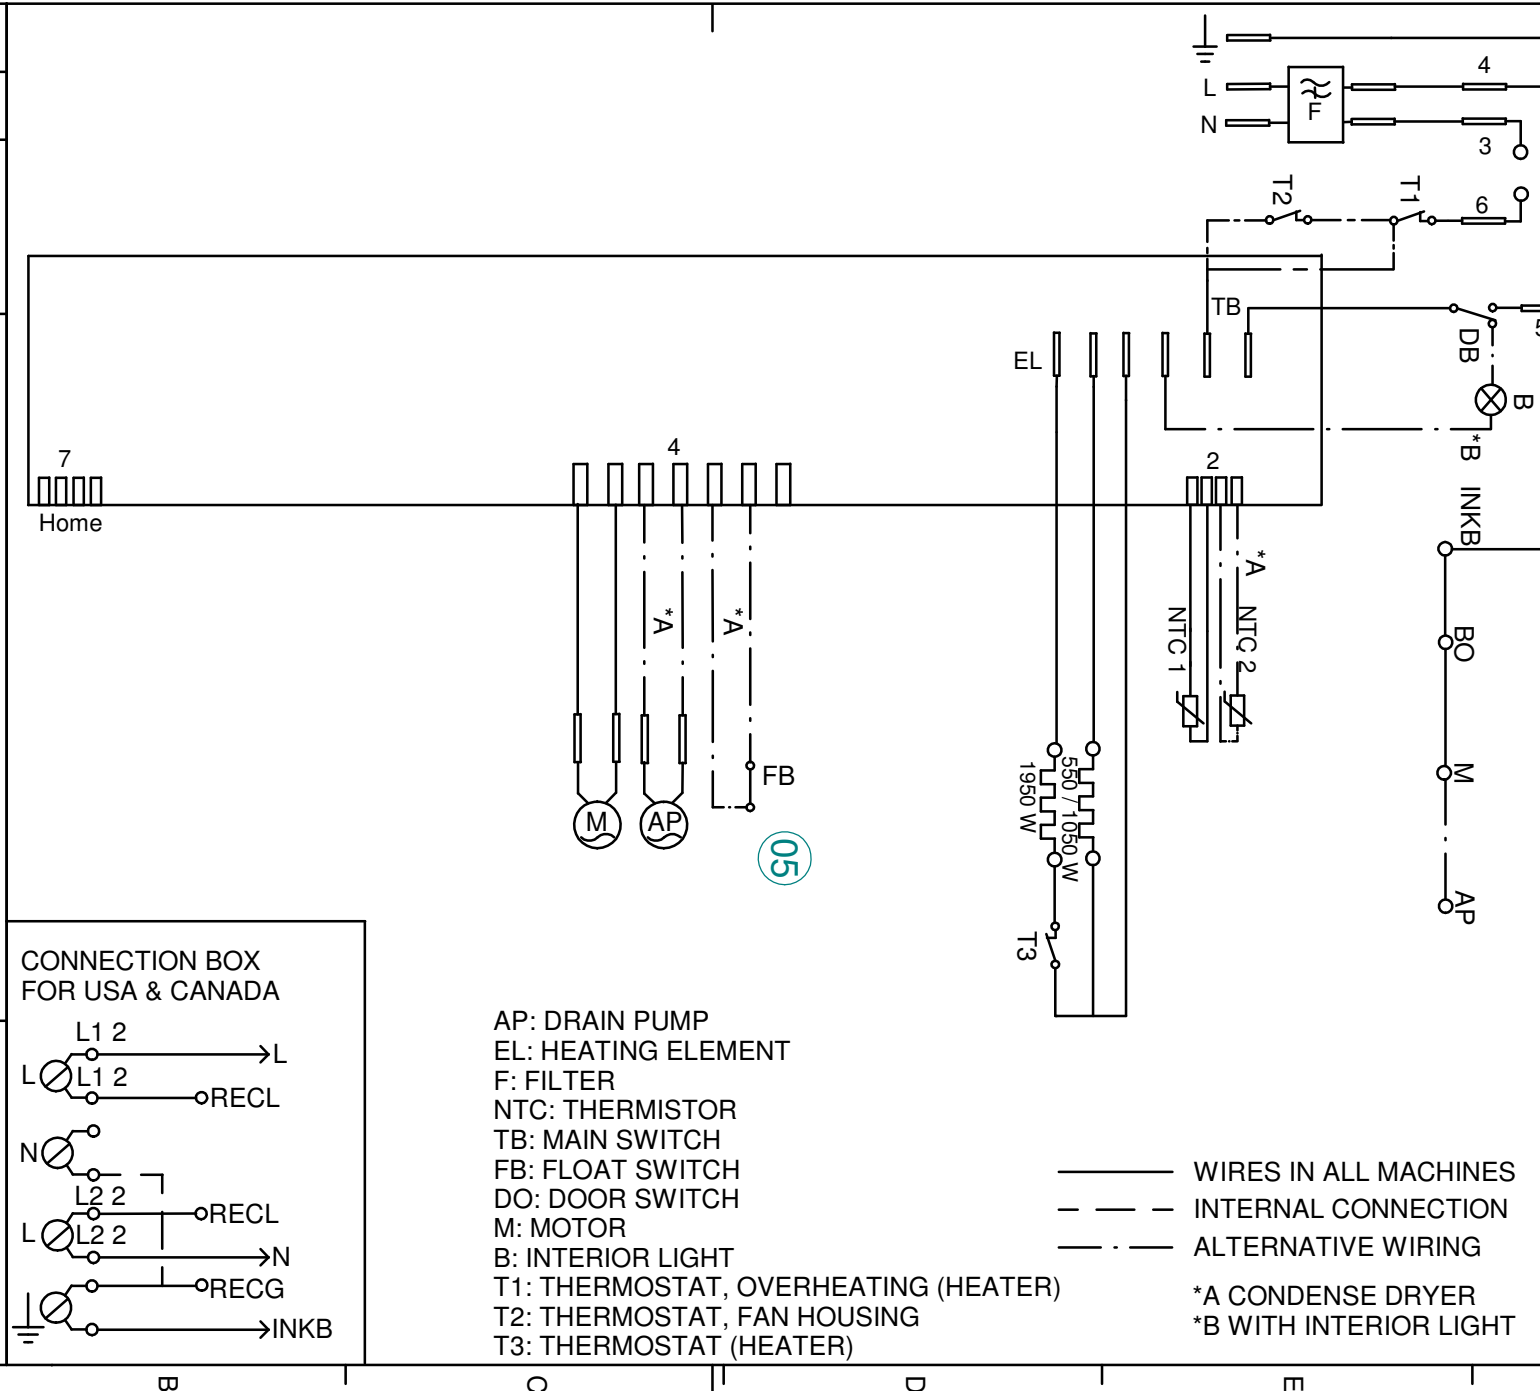 L
F
4
N
3
T2
T1
6
TB
EL
DB
B
*B
7
4
2
Home
INKB
*A
*A
*A
NTC 1
NTC 2
BO
M
FB
M
AP
05
1950 W
550 / 1050 W
T3
AP
CONNECTION BOX
FOR USA & CANADA
L1 2
L
L
L1 2
RECL
N
L2 2
RECL
L
L2 2
N
RECG
INKB
AP: DRAIN PUMP
EL: HEATING ELEMENT
F: FILTER
NTC: THERMISTOR
TB: MAIN SWITCH
FB: FLOAT SWITCH
DO: DOOR SWITCH
M: MOTOR
B: INTERIOR LIGHT
T1: THERMOSTAT, OVERHEATING (HEATER)
T2: THERMOSTAT, FAN HOUSING
T3: THERMOSTAT (HEATER)
WIRES IN ALL MACHINES
INTERNAL CONNECTION
ALTERNATIVE WIRING
*A CONDENSE DRYER
*B WITH INTERIOR LIGHT
B
D
E